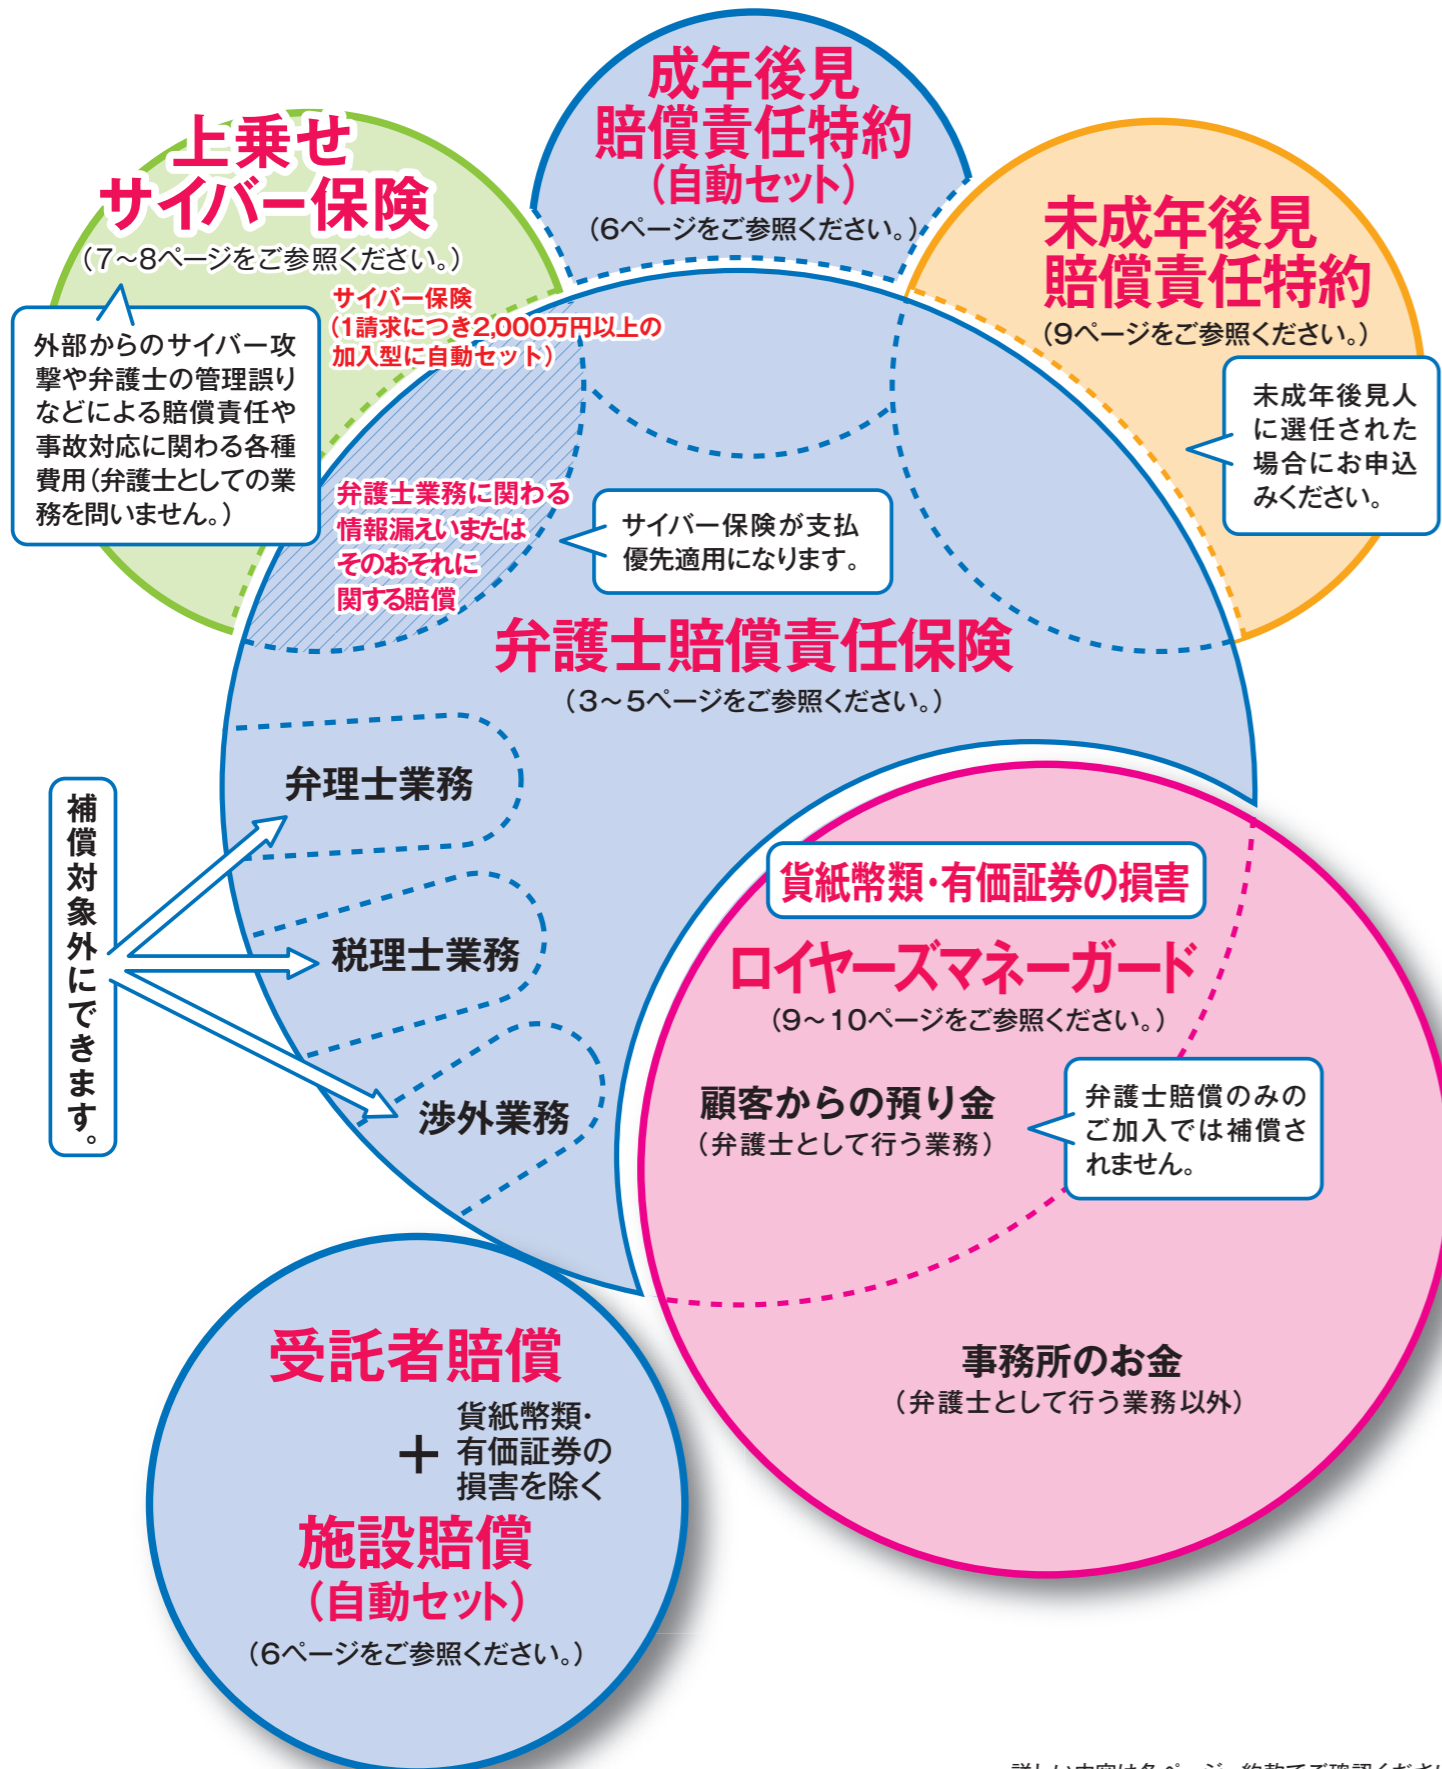 成年後見
賠償責任特約
（自動セット）
（6ページをご参照ください。）
上乗せ
サイバー保険
（7～8ページをご参照ください。）
外部からのサイバー攻
撃や弁護士の管理誤り
などによる賠償責任や
事故対応に関わる各種
費用（弁護士としての業
務を問いません。）
サイバー保険
（1請求につき2,000万円以上の
加入型に自動セット）
未成年後見
賠償責任特約
（9ページをご参照ください。）
未成年後見人
に選任された
場合にお申込
みください。
弁護士業務に関わる
情報漏えいまたは
そのおそれに
関する賠償
サイバー保険が支払
優先適用になります。
弁護士賠償責任保険
（3～5ページをご参照ください。）
補償対象外にできます。
弁理士業務
税理士業務
渉外業務
貨紙幣類・有価証券の損害
ロイヤーズマネーガード
（9～10ページをご参照ください。）
顧客からの預り金
（弁護士として行う業務）
弁護士賠償のみの
ご加入では補償さ
れません。
事務所のお金
（弁護士として行う業務以外）
受託者賠償
＋
貨紙幣類・
有価証券の
損害を除く
施設賠償
（自動セット）
（6ページをご参照ください。）